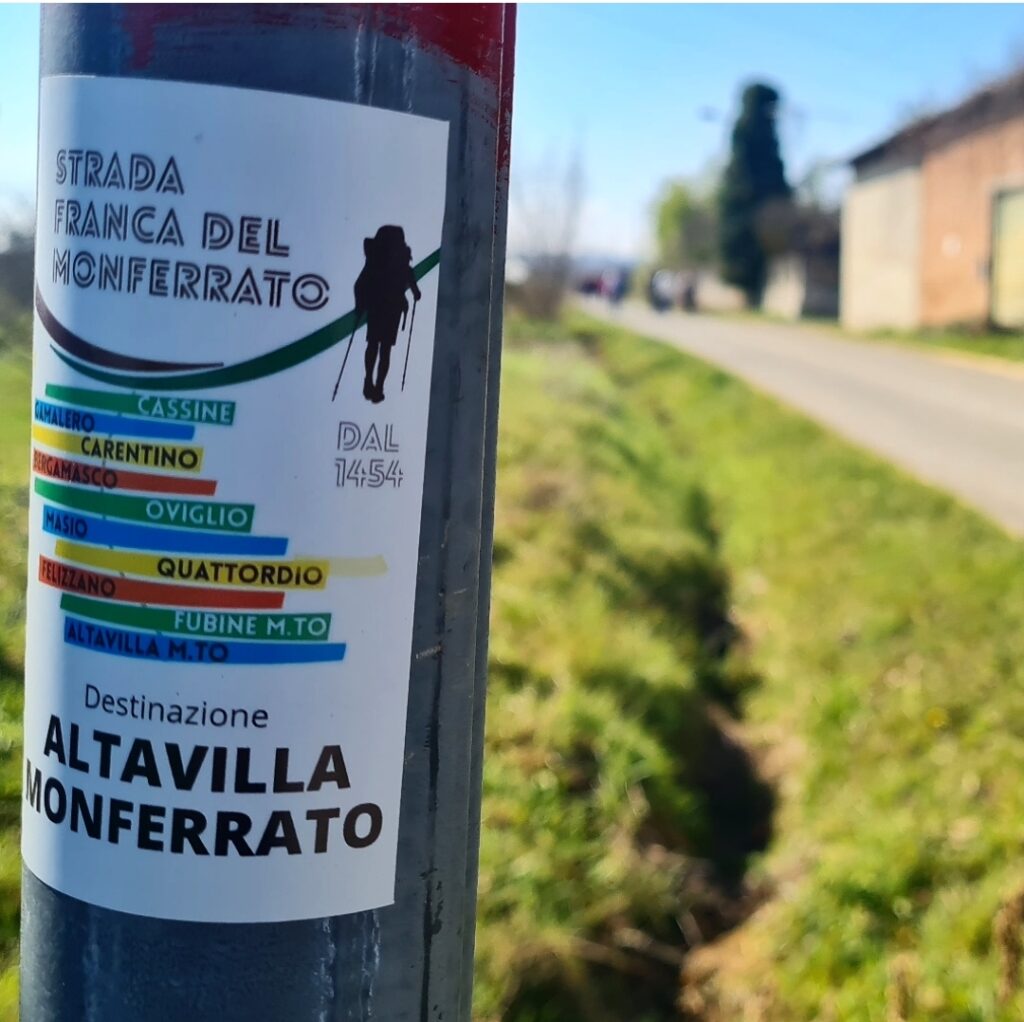 STRADA
FRANCA DEL
MONFERRATO
DAL
1454
CASSINE
GAMALERO
CARENTINO
BERGAMASCO
OVIGLIO
MASIO
QUATTORDIO
FELIZZANO
FUBINE M.TO
ALTAVILLA M.TO
Destinazione
ALTAVILLA
MONFERRATO